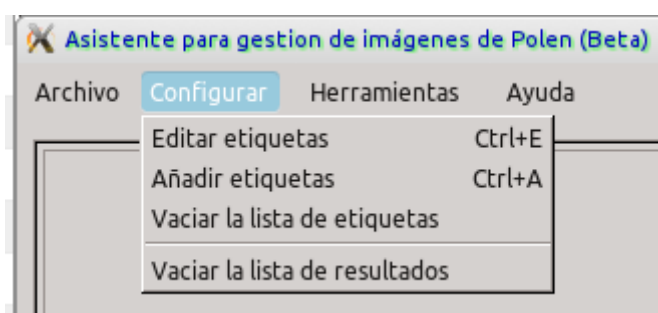 Asistente para gestion de imágenes de Polen (Beta)
Archivo Configurar Herramientas Ayuda
Editar etiquetas Ctrl+E
Añadir etiquetas Ctrl+A
Vaciar la lista de etiquetas
Vaciar la lista de resultados